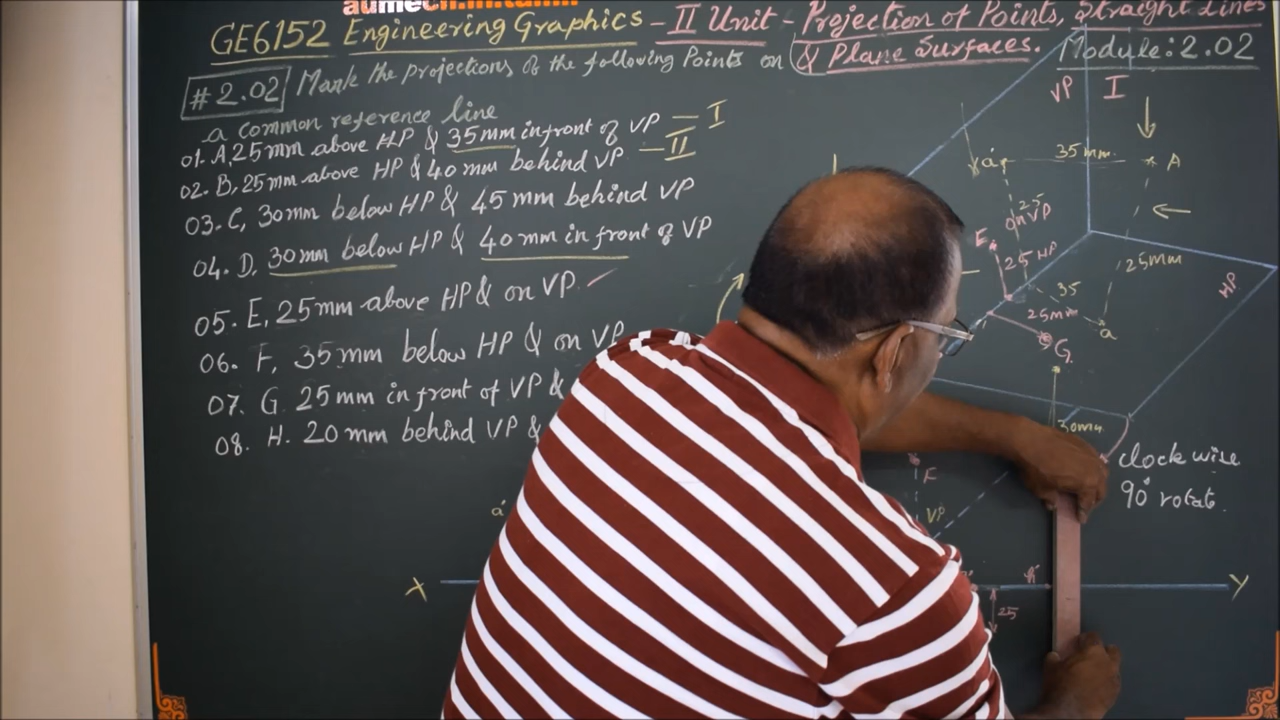 aumech
GE6152 Engineering Graphics - II Unit - Projection of Points, Straight Lines
& Plane Surfaces. Module: 2.02
#2.02 Mark the projections of the following Points on
a common reference line
01. A, 25mm above HP & 35mm infront of VP — I
02. B, 25mm above HP & 40mm behind VP — II
03. C, 30mm below HP & 45mm behind VP
04. D, 30mm below HP & 40mm in front of VP
05. E, 25mm above HP & on VP
06. F, 35mm below HP & on VP
07. G 25mm in front of VP &
08. H. 20mm behind VP &
VP I
a' 35mm A
25
on VP
E
25 HP
25mm
HP
35
25mm
a
G
30mm
clock wise
90° rotat
F
VP
a'
X Y
25